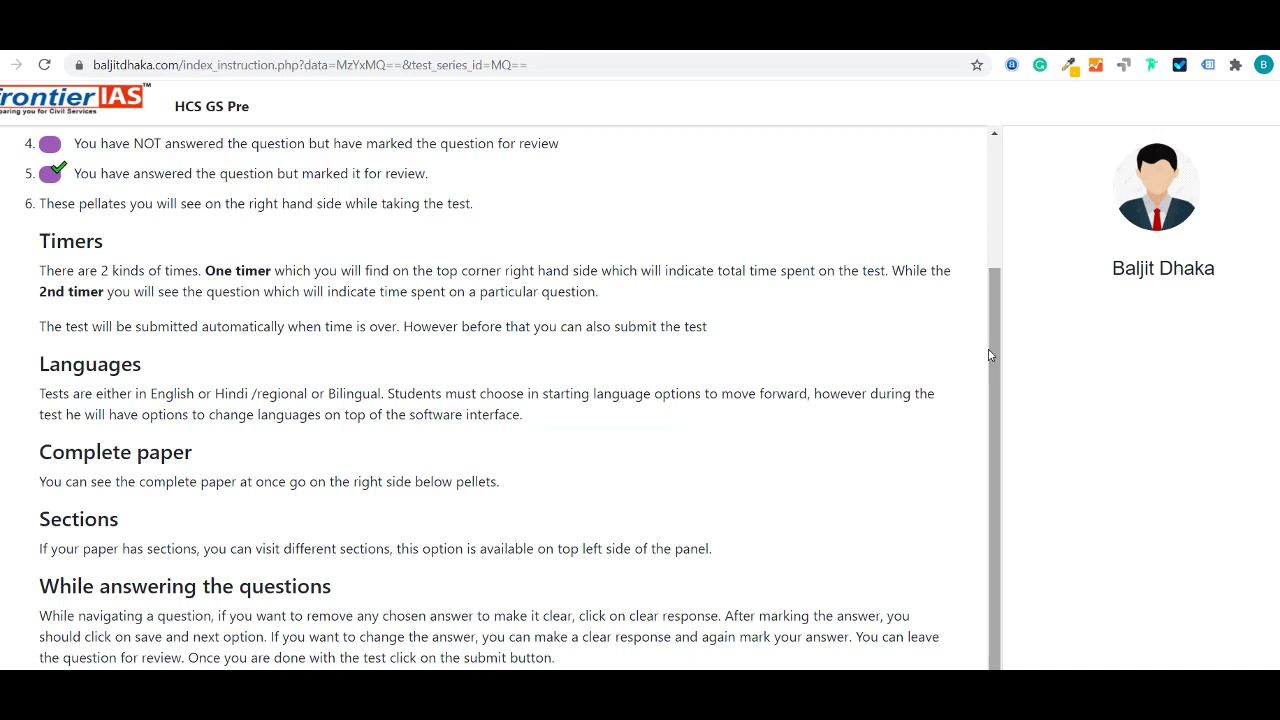 baljitdhaka.com/index_instruction.php?data=MzYxMQ==&test_series_id=MQ==
B
rontier IAS ™
paring you for Civil Services
HCS GS Pre
4. You have NOT answered the question but have marked the question for review
5. You have answered the question but marked it for review.
6. These pellates you will see on the right hand side while taking the test.
Timers
There are 2 kinds of times. One timer which you will find on the top corner right hand side which will indicate total time spent on the test. While the
2nd timer you will see the question which will indicate time spent on a particular question.
The test will be submitted automatically when time is over. However before that you can also submit the test
Languages
Tests are either in English or Hindi /regional or Bilingual. Students must choose in starting language options to move forward, however during the
test he will have options to change languages on top of the software interface.
Complete paper
You can see the complete paper at once go on the right side below pellets.
Sections
If your paper has sections, you can visit different sections, this option is available on top left side of the panel.
While answering the questions
While navigating a question, if you want to remove any chosen answer to make it clear, click on clear response. After marking the answer, you
should click on save and next option. If you want to change the answer, you can make a clear response and again mark your answer. You can leave
the question for review. Once you are done with the test click on the submit button.
Baljit Dhaka